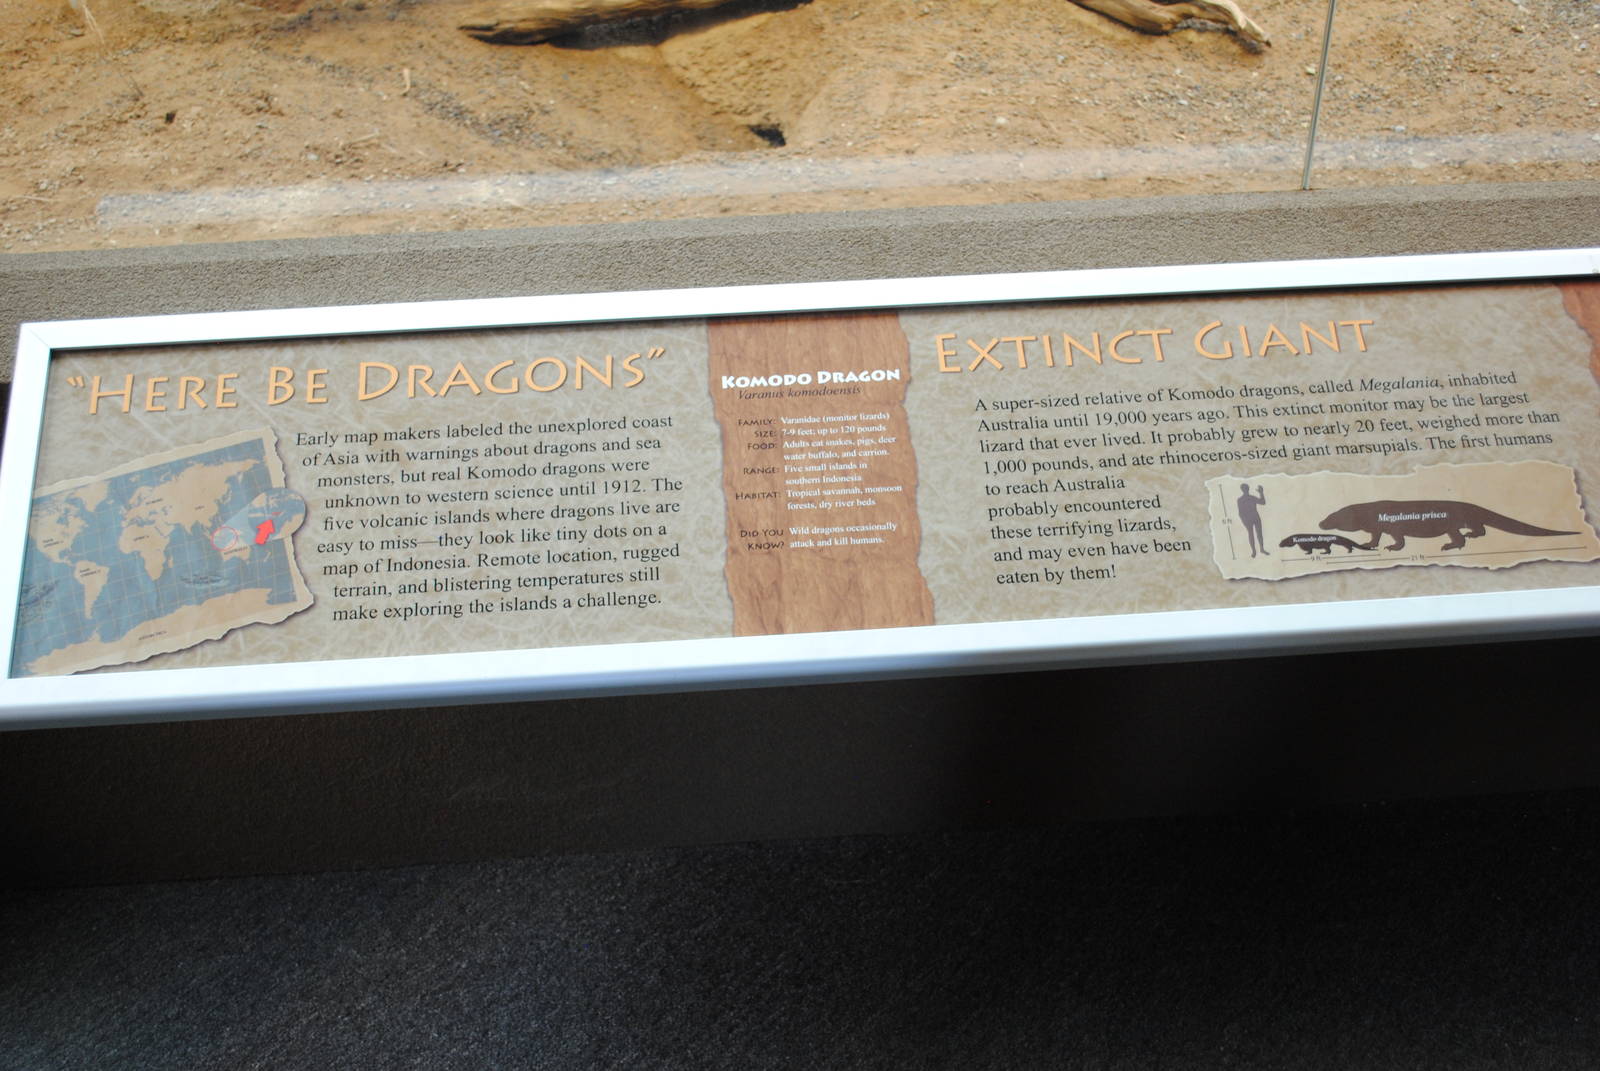 "HERE BE DRAGONS"
Early map makers labeled the unexplored coast
of Asia with warnings about dragons and sea
monsters, but real Komodo dragons were
unknown to western science until 1912. The
five volcanic islands where dragons live are
easy to miss—they look like tiny dots on a
map of Indonesia. Remote location, rugged
terrain, and blistering temperatures still
make exploring the islands a challenge.
KOMODO DRAGON
Varanus komodoensis
FAMILY: Varanidae (monitor lizards)
SIZE: 7-9 feet; up to 120 pounds
FOOD: Adults eat snakes, pigs, deer
water buffalo, and carrion.
RANGE: Five small islands in
southern Indonesia
HABITAT: Tropical savannah, monsoon
forests, dry river beds
DID YOU KNOW? Wild dragons occasionally
attack and kill humans.
EXTINCT GIANT
A super-sized relative of Komodo dragons, called Megalania, inhabited
Australia until 19,000 years ago. This extinct monitor may be the largest
lizard that ever lived. It probably grew to nearly 20 feet, weighed more than
1,000 pounds, and ate rhinoceros-sized giant marsupials. The first humans
to reach Australia
probably encountered
these terrifying lizards,
and may even have been
eaten by them!
6 ft
Komodo dragon
Megalania prisca
9 ft
21 ft